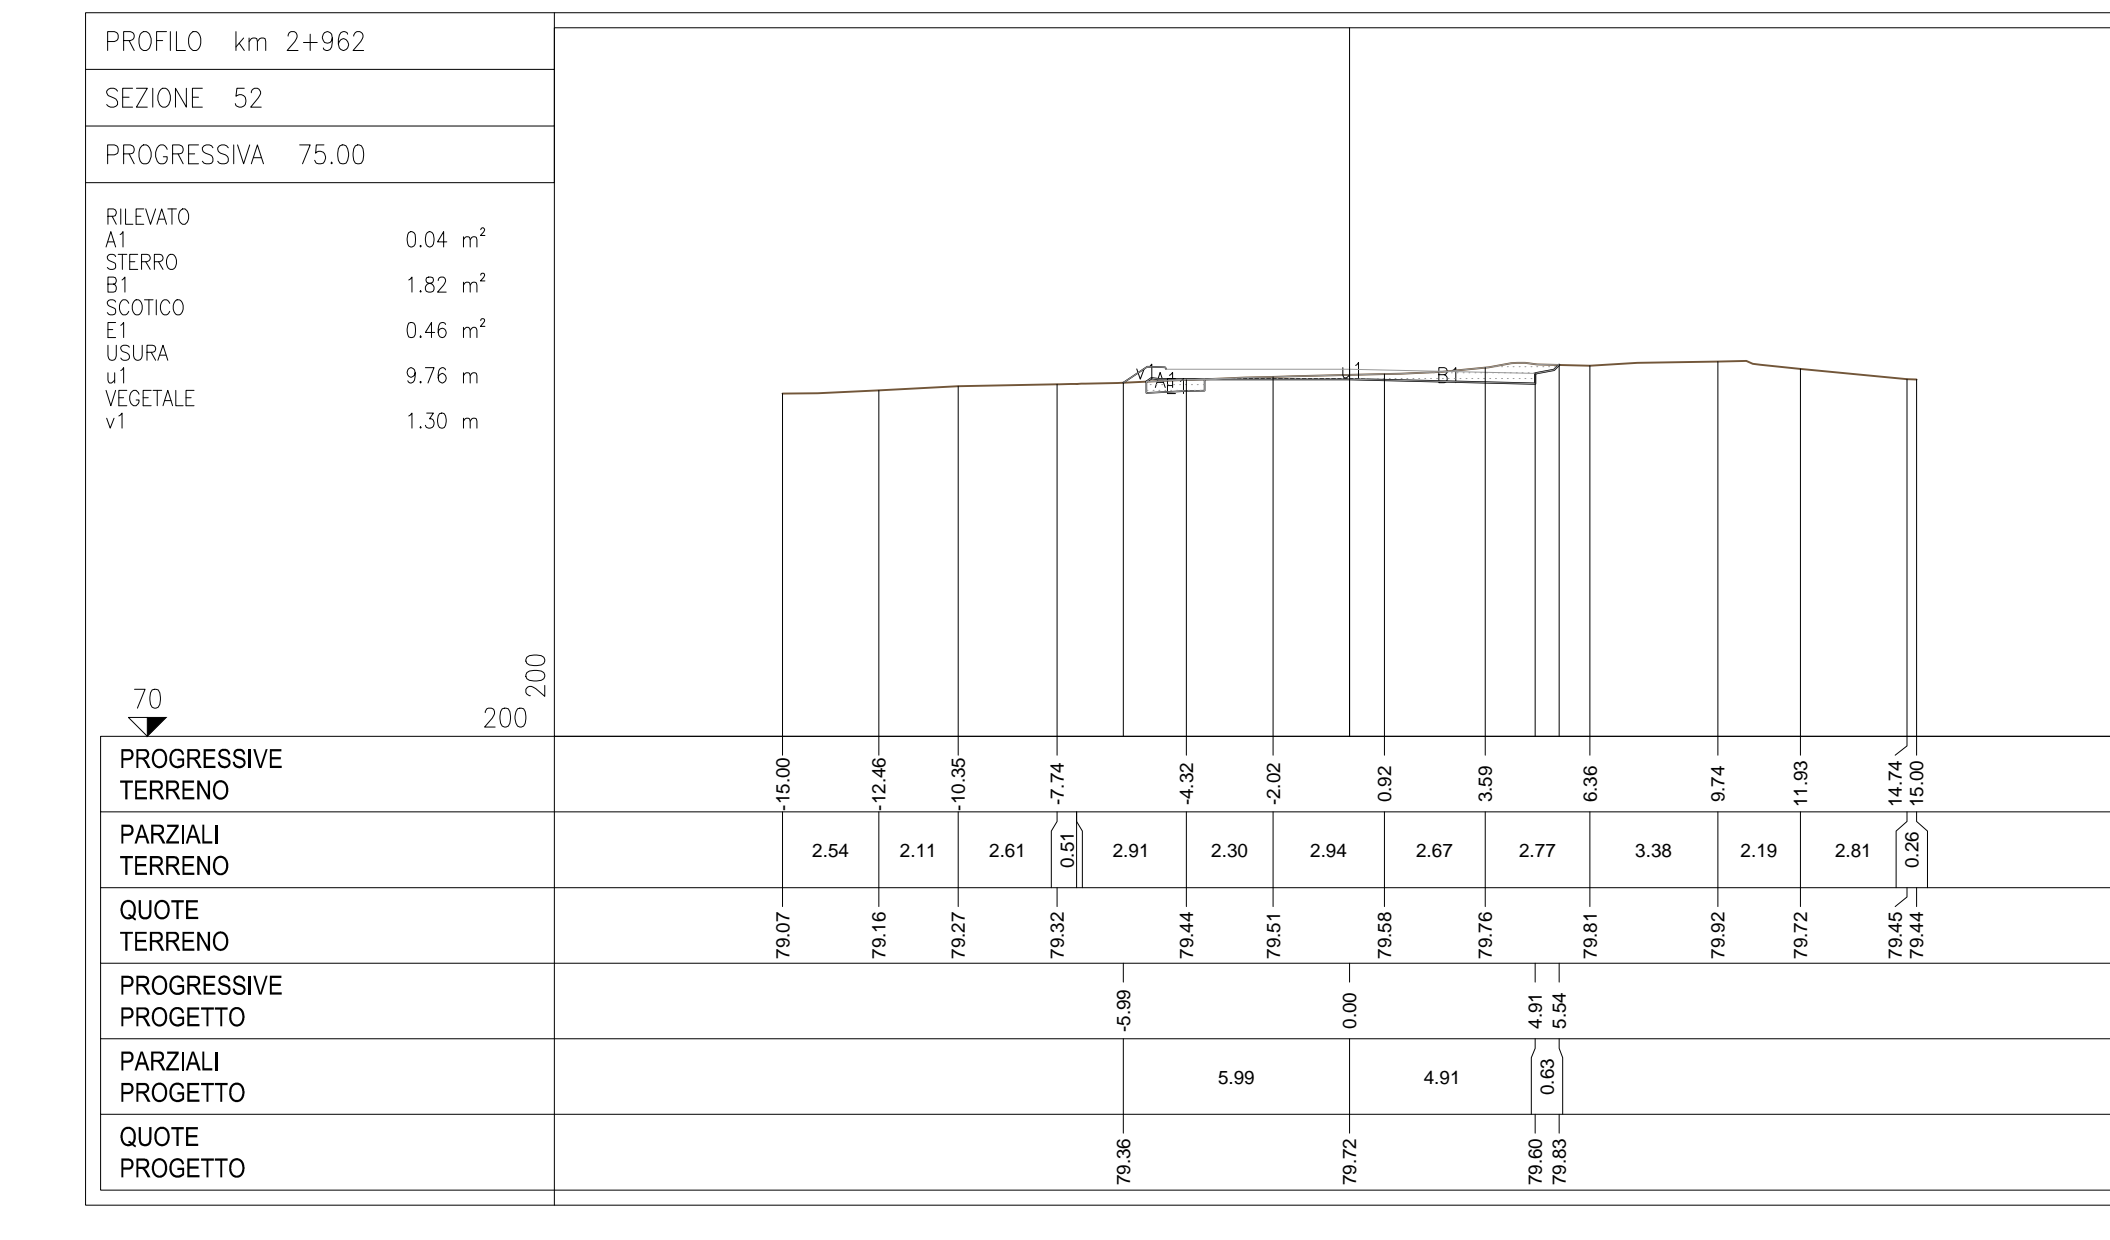 PROFILO km 2+962
SEZIONE 52
PROGRESSIVA 75.00
RILEVATO
A1 0.04 m²
STERRO
B1 1.82 m²
SCOTICO
E1 0.46 m²
USURA
u1 9.76 m
VEGETALE
v1 1.30 m
v1 A1 E1 u1 B1
70 200 200
PROGRESSIVE
TERRENO
-15.00 -12.46 -10.35 -7.74 -4.32 -2.02 0.92 3.59 6.36 9.74 11.93 14.74 15.00
PARZIALI
TERRENO
2.54 2.11 2.61 0.51 2.91 2.30 2.94 2.67 2.77 3.38 2.19 2.81 0.26
QUOTE
TERRENO
79.07 79.16 79.27 79.32 79.44 79.51 79.58 79.76 79.81 79.92 79.72 79.45 79.44
PROGRESSIVE
PROGETTO
-5.99 0.00 4.91 5.54
PARZIALI
PROGETTO
5.99 4.91 0.63
QUOTE
PROGETTO
79.36 79.72 79.60 79.83